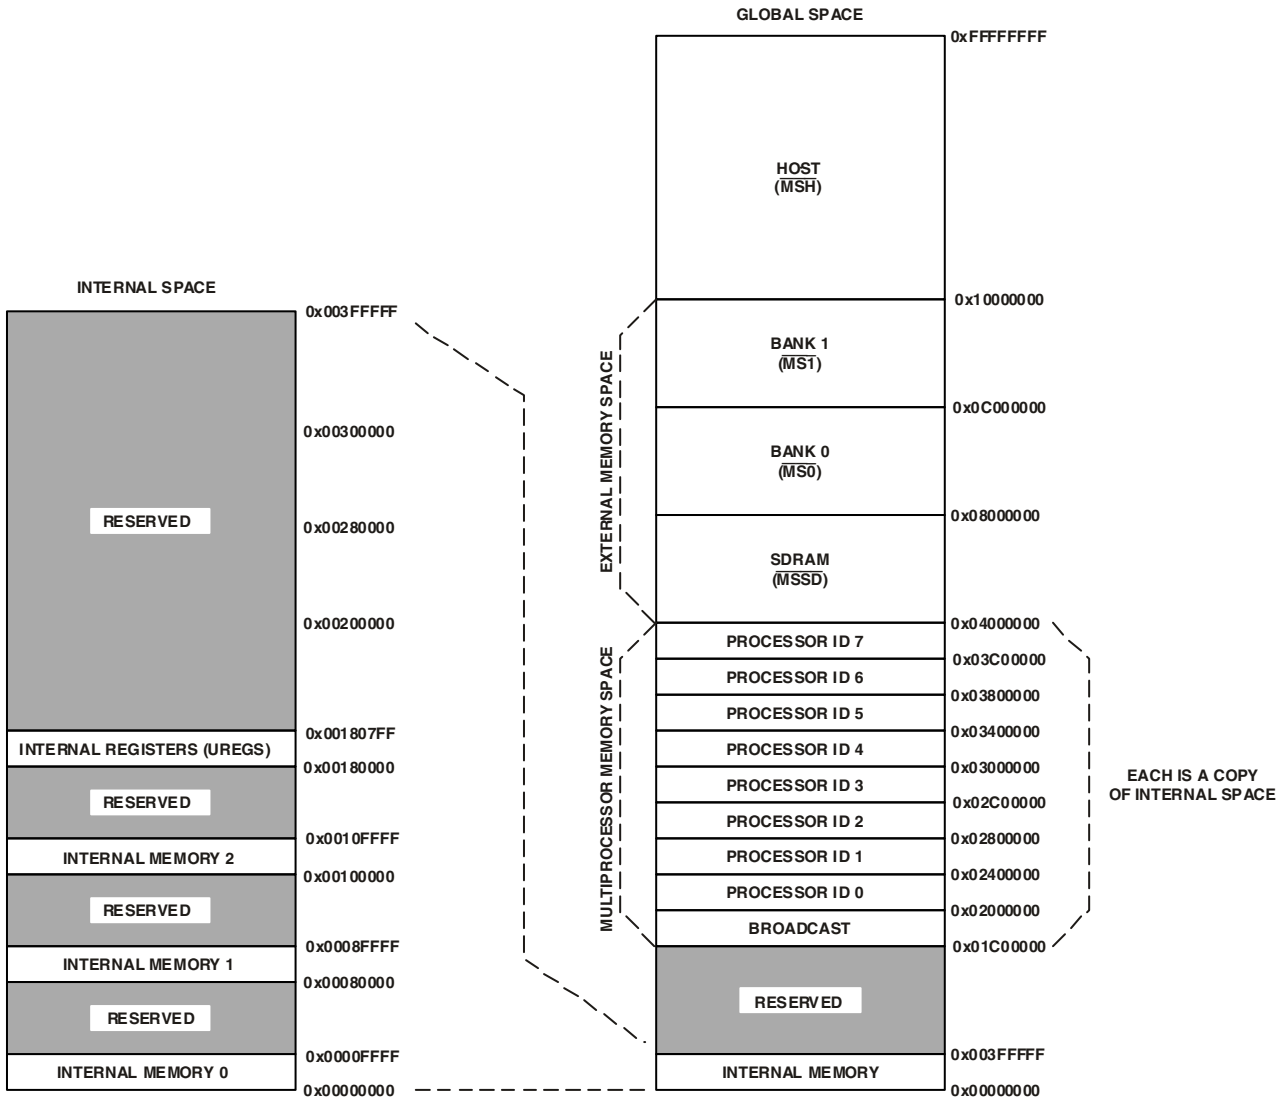 GLOBAL SPACE
0xFFFFFFFF
HOST
(MSH)
0x10000000
BANK 1
(MS1)
0x0C000000
BANK 0
(MS0)
0x08000000
SDRAM
(MSSD)
0x04000000
EXTERNAL MEMORY SPACE
PROCESSOR ID 7
0x03C00000
PROCESSOR ID 6
0x03800000
PROCESSOR ID 5
0x03400000
PROCESSOR ID 4
0x03000000
PROCESSOR ID 3
0x02C00000
PROCESSOR ID 2
0x02800000
PROCESSOR ID 1
0x02400000
PROCESSOR ID 0
0x02000000
BROADCAST
0x01C00000
MULTIPROCESSOR MEMORY SPACE
RESERVED
0x003FFFFF
INTERNAL MEMORY
0x00000000
EACH IS A COPY
OF INTERNAL SPACE
INTERNAL SPACE
0x003FFFFF
0x00300000
RESERVED
0x00280000
0x00200000
0x001807FF
INTERNAL REGISTERS (UREGS)
0x00180000
RESERVED
0x0010FFFF
INTERNAL MEMORY 2
0x00100000
RESERVED
0x0008FFFF
INTERNAL MEMORY 1
0x00080000
RESERVED
0x0000FFFF
INTERNAL MEMORY 0
0x00000000